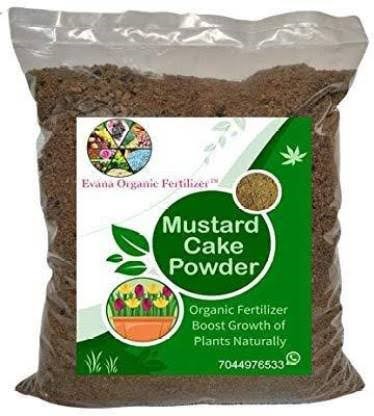 Evana Organic Fertilizer™
Mustard
Cake
Powder
Organic Fertilizer
Boost Growth of
Plants Naturally
7044976533